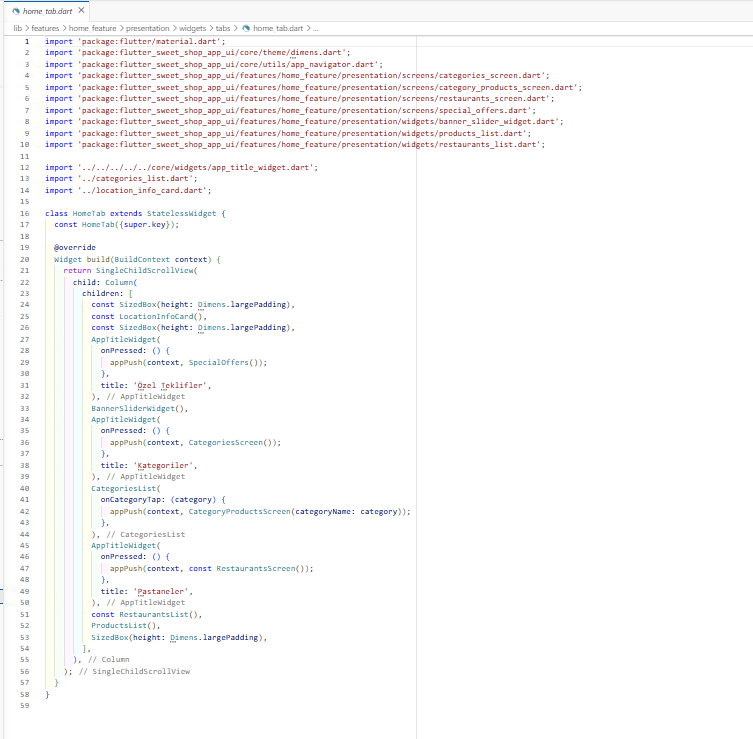 home_tab.dart ×
lib > features > home_feature > presentation > widgets > tabs > home_tab.dart > ...
1 import 'package:flutter/material.dart';
2 import 'package:flutter_sweet_shop_app_ui/core/theme/dimens.dart';
3 import 'package:flutter_sweet_shop_app_ui/core/utils/app_navigator.dart';
4 import 'package:flutter_sweet_shop_app_ui/features/home_feature/presentation/screens/categories_screen.dart';
5 import 'package:flutter_sweet_shop_app_ui/features/home_feature/presentation/screens/category_products_screen.dart';
6 import 'package:flutter_sweet_shop_app_ui/features/home_feature/presentation/screens/restaurants_screen.dart';
7 import 'package:flutter_sweet_shop_app_ui/features/home_feature/presentation/screens/special_offers.dart';
8 import 'package:flutter_sweet_shop_app_ui/features/home_feature/presentation/widgets/banner_slider_widget.dart';
9 import 'package:flutter_sweet_shop_app_ui/features/home_feature/presentation/widgets/products_list.dart';
10 import 'package:flutter_sweet_shop_app_ui/features/home_feature/presentation/widgets/restaurants_list.dart';
11
12 import '../../../../../core/widgets/app_title_widget.dart';
13 import '../categories_list.dart';
14 import '../location_info_card.dart';
15
16 class HomeTab extends StatelessWidget {
17   const HomeTab({super.key});
18
19   @override
20   Widget build(BuildContext context) {
21     return SingleChildScrollView(
22       child: Column(
23         children: [
24           const SizedBox(height: Dimens.largePadding),
25           const LocationInfoCard(),
26           const SizedBox(height: Dimens.largePadding),
27           AppTitleWidget(
28             onPressed: () {
29               appPush(context, SpecialOffers());
30             },
31             title: 'Özel Teklifler',
32           ), // AppTitleWidget
33           BannerSliderWidget(),
34           AppTitleWidget(
35             onPressed: () {
36               appPush(context, CategoriesScreen());
37             },
38             title: 'Kategoriler',
39           ), // AppTitleWidget
40           CategoriesList(
41             onCategoryTap: (category) {
42               appPush(context, CategoryProductsScreen(categoryName: category));
43             },
44           ), // CategoriesList
45           AppTitleWidget(
46             onPressed: () {
47               appPush(context, const RestaurantsScreen());
48             },
49             title: 'Pastaneler',
50           ), // AppTitleWidget
51           const RestaurantsList(),
52           ProductsList(),
53           SizedBox(height: Dimens.largePadding),
54         ],
55       ), // Column
56     ); // SingleChildScrollView
57   }
58 }
59